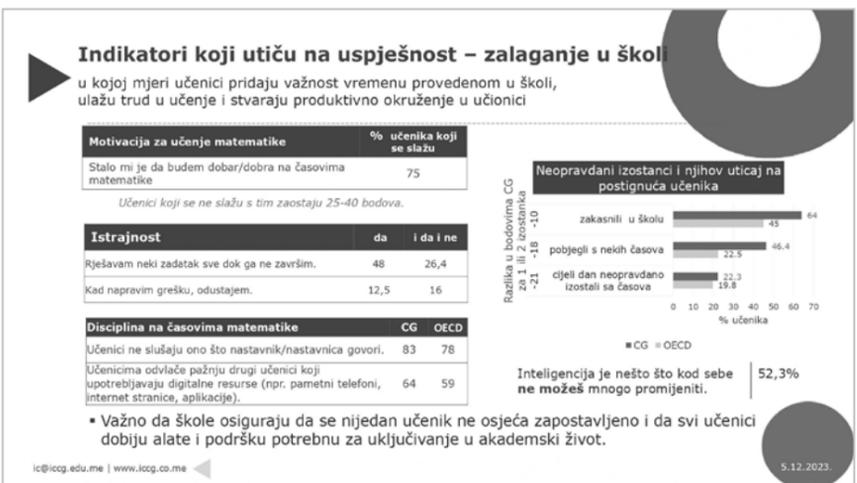 Indikatori koji utiču na uspješnost – zalaganje u školi
u kojoj mjeri učenici pridaju važnost vremenu provedenom u školi,
ulažu trud u učenje i stvaraju produktivno okruženje u učionici
Motivacija za učenje matematike % učenika koji
se slažu
Stalo mi je da budem dobar/dobra na časovima
matematike 75
Učenici koji se ne slažu s tim zaostaju 25-40 bodova.
Istrajnost da i da i ne
Rješavam neki zadatak sve dok ga ne završim. 48 26,4
Kad napravim grešku, odustajem. 12,5 16
Disciplina na časovima matematike CG OECD
Učenici ne slušaju ono što nastavnik/nastavnica govori. 83 78
Učenicima odvlače pažnju drugi učenici koji
upotrebljavaju digitalne resurse (npr. pametni telefoni, 64 59
internet stranice, aplikacije).
Neopravdani izostanci i njihov uticaj na
postignuća učenika
Razlika u bodovima CG
za 1 ili 2 izostanka
-21 -18 -10
zakasnili u školu 64
45
pobjegli s nekih časova 46.4
22.5
cijeli dan neopravdano 22.3
izostali sa časova 19.8
0 10 20 30 40 50 60 70
% učenika
CG OECD
Inteligencija je nešto što kod sebe 52,3%
ne možeš mnogo promijeniti.
▪ Važno da škole osiguraju da se nijedan učenik ne osjeća zapostavljeno i da svi učenici
dobiju alate i podršku potrebnu za uključivanje u akademski život.
ic@iccg.edu.me | www.iccg.co.me
5.12.2023.